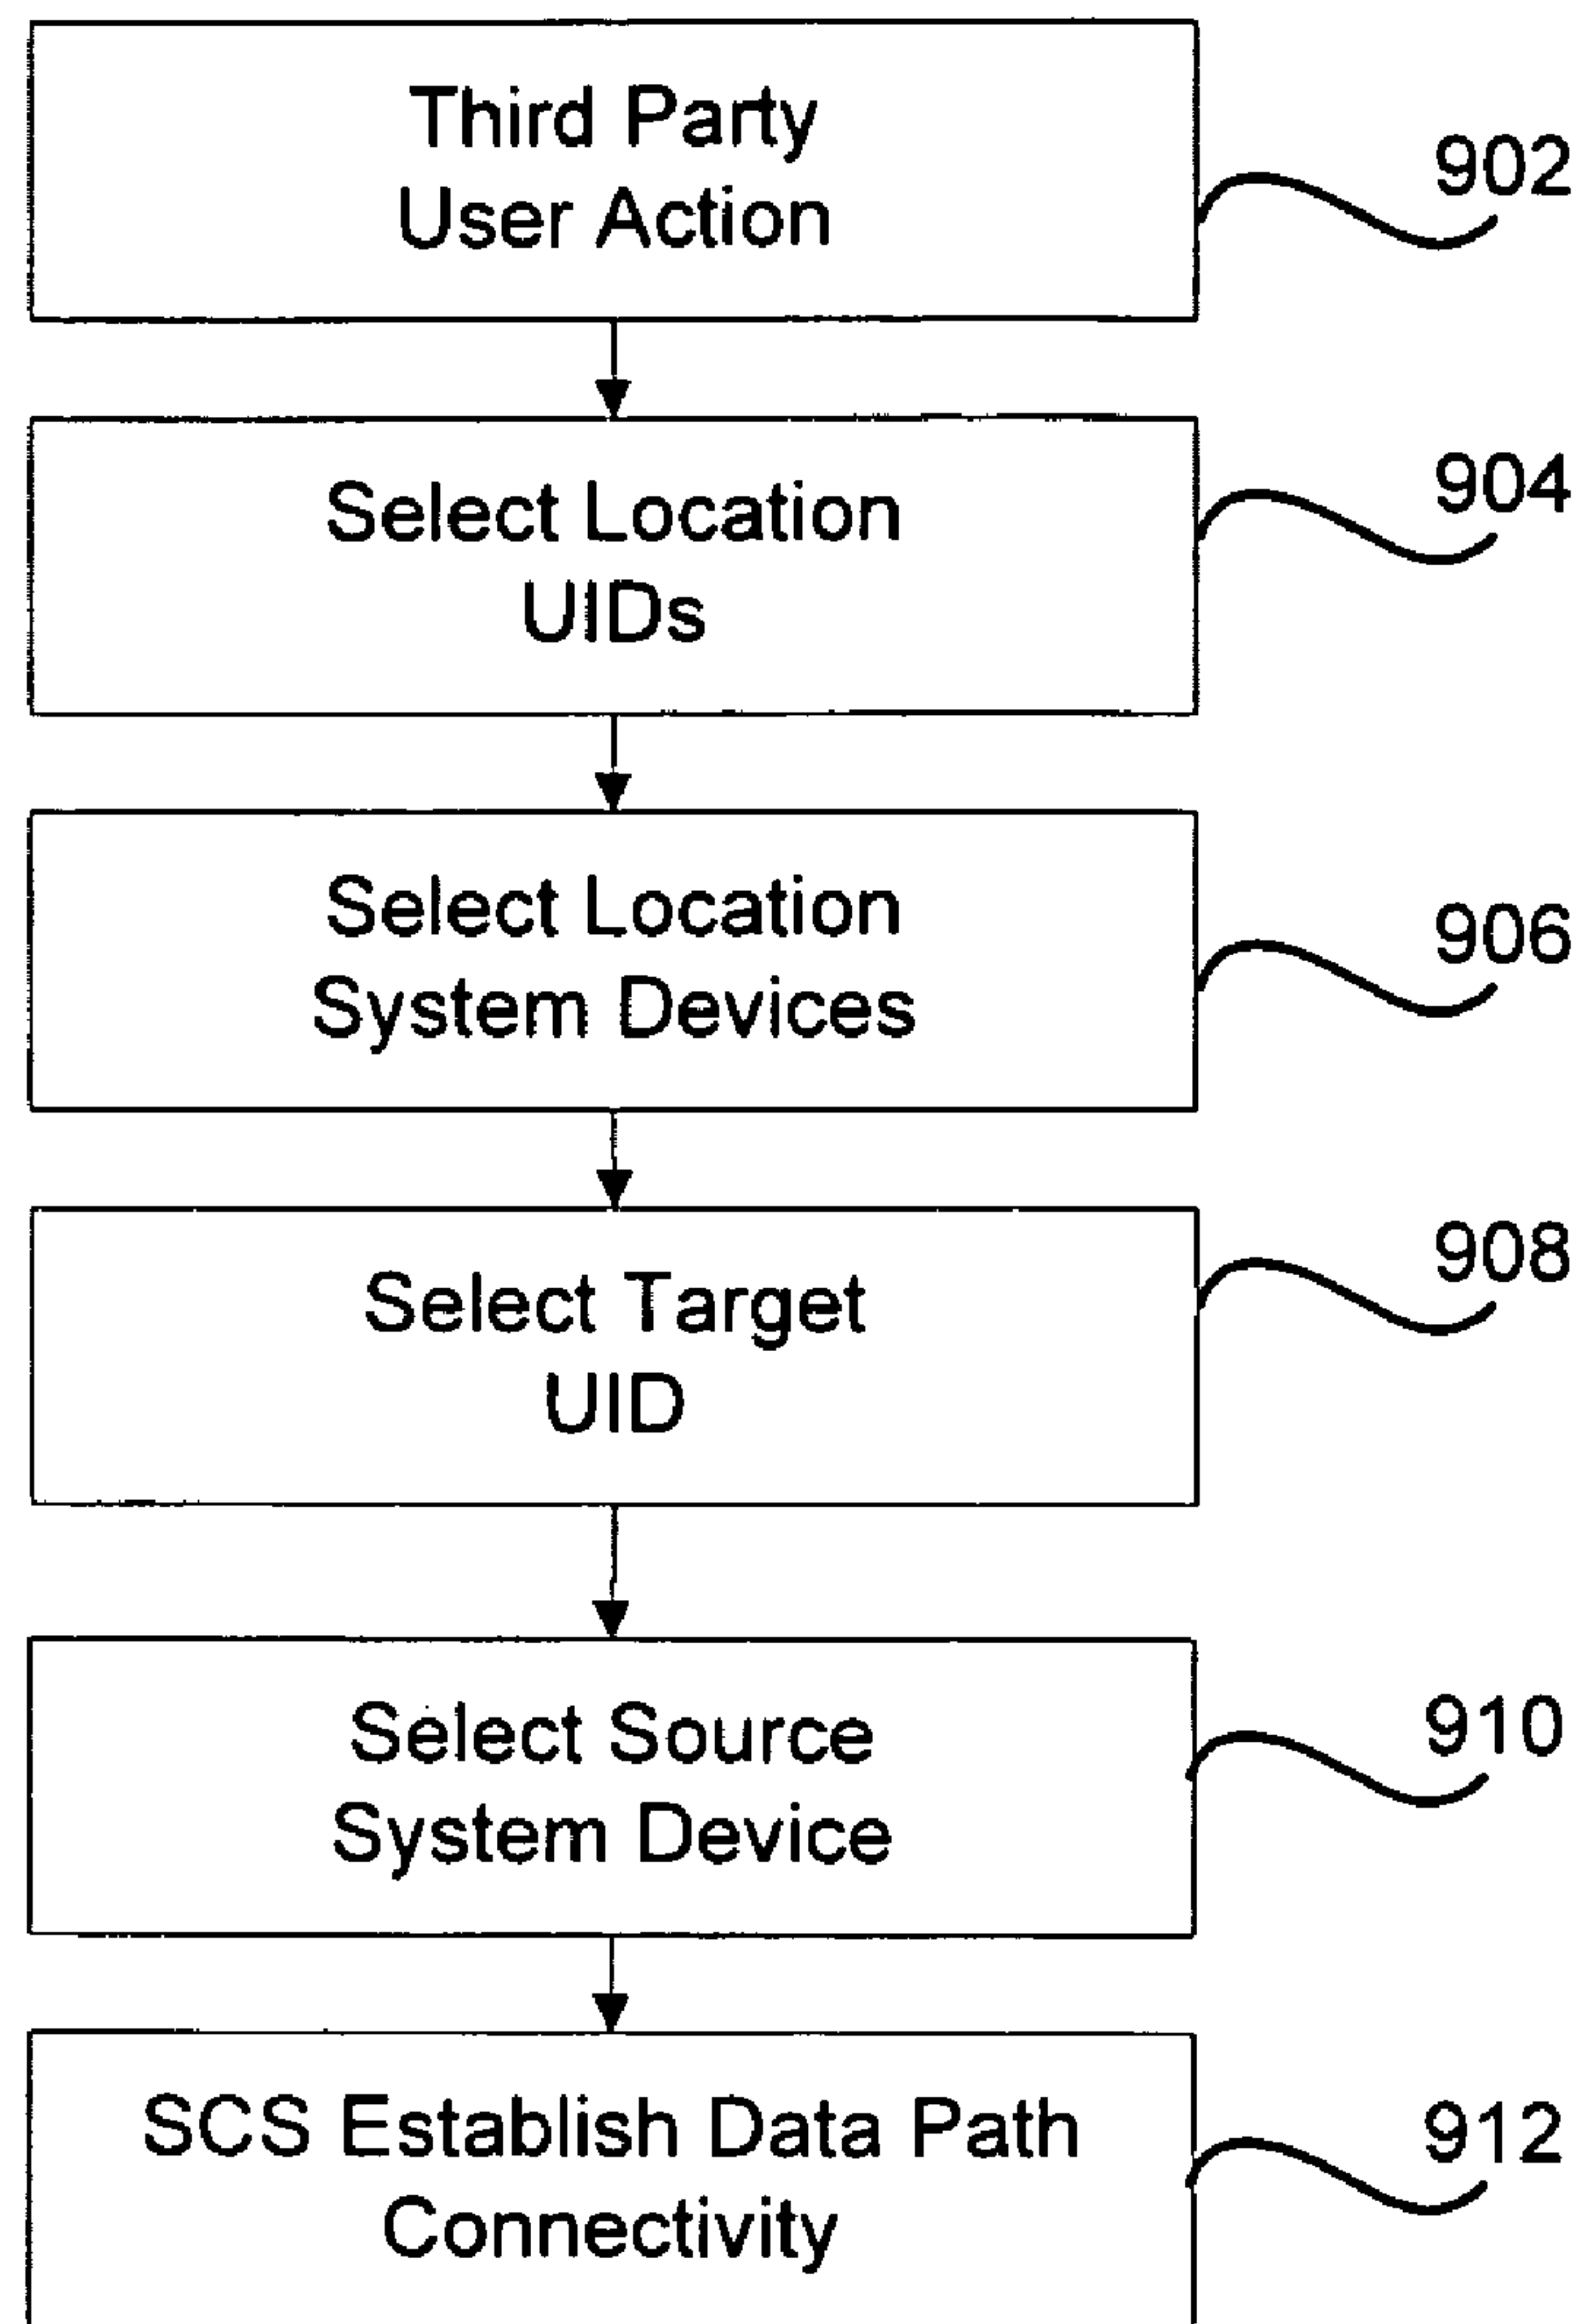 Third Party
User Action
902
Select Location
UIDs
904
Select Location
System Devices
906
Select Target
UID
908
Select Source
System Device
910
SCS Establish Data Path
Connectivity
912